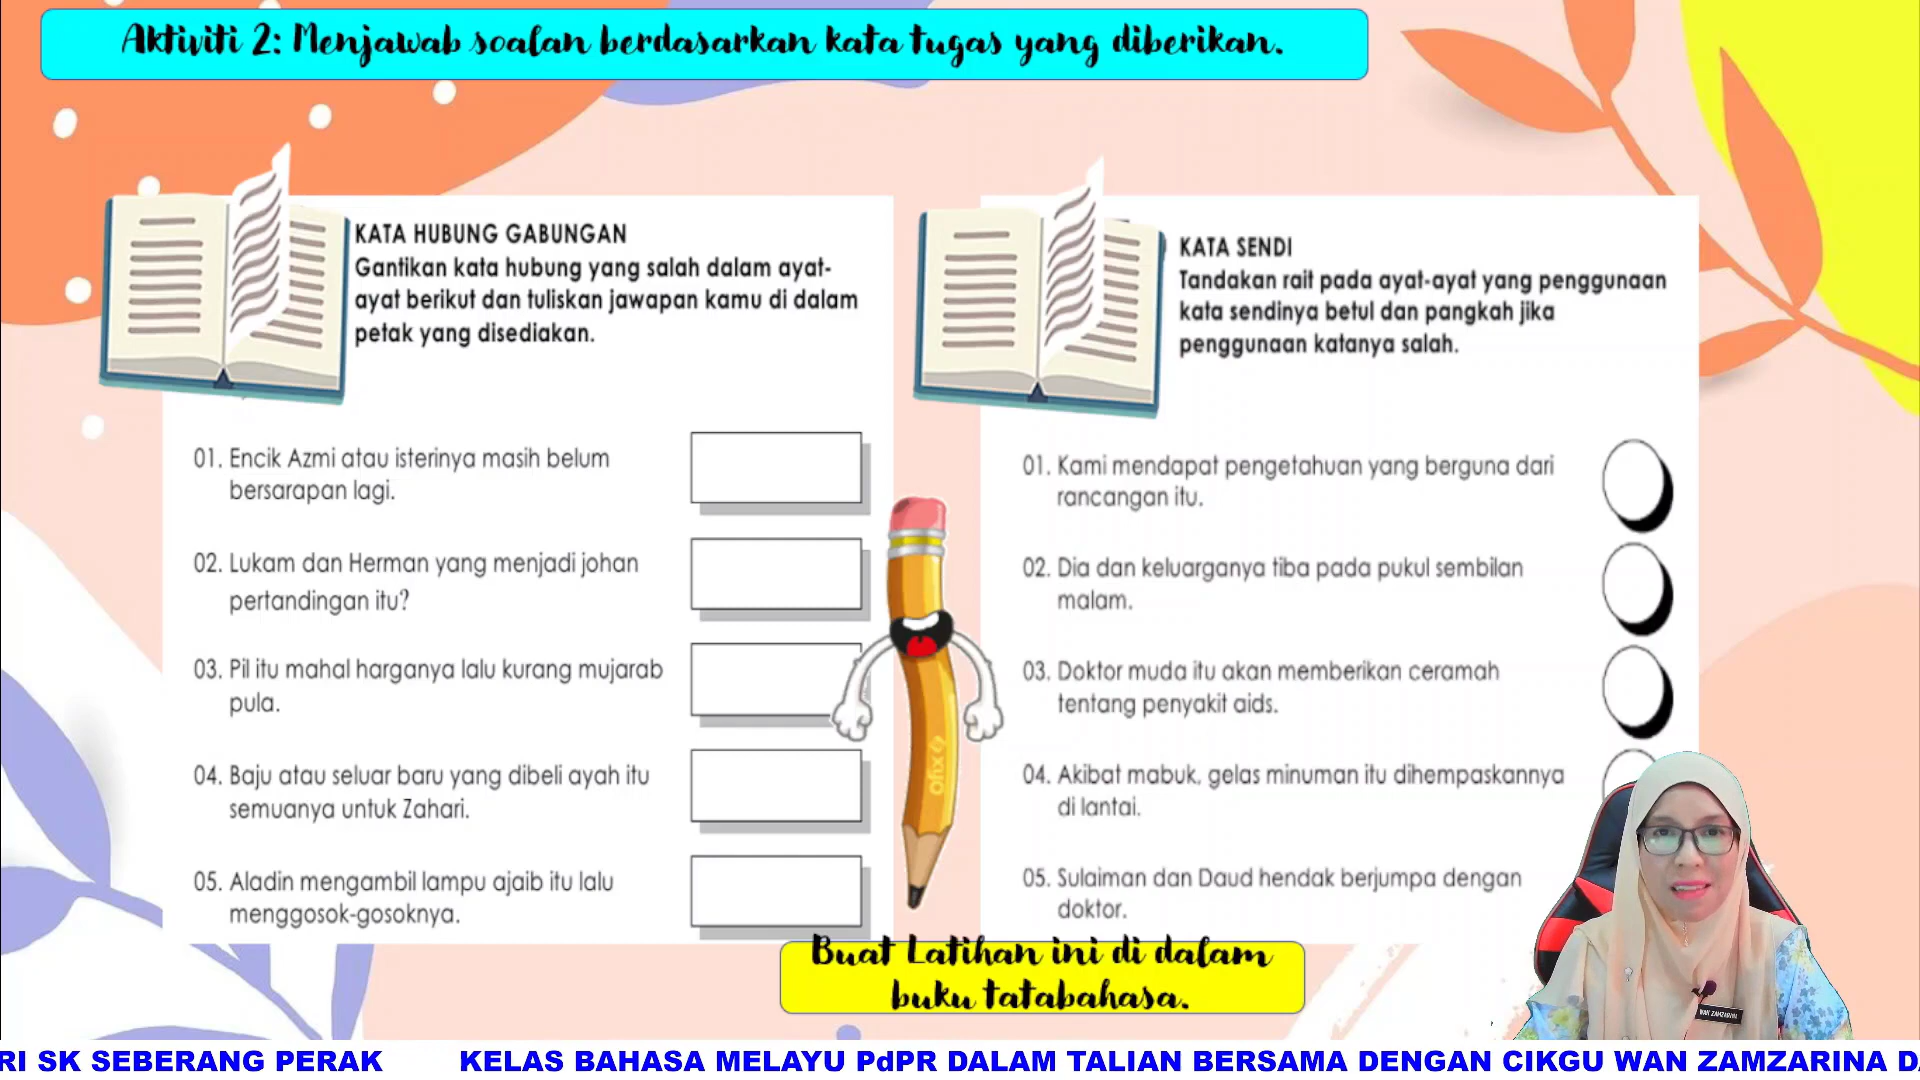 Aktiviti 2: Menjawab soalan berdasarkan kata tugas yang diberikan.
KATA HUBUNG GABUNGAN
Gantikan kata hubung yang salah dalam ayat-
ayat berikut dan tuliskan jawapan kamu di dalam
petak yang disediakan.
01. Encik Azmi atau isterinya masih belum
bersarapan lagi.
02. Lukam dan Herman yang menjadi johan
pertandingan itu?
03. Pil itu mahal harganya lalu kurang mujarab
pula.
04. Baju atau seluar baru yang dibeli ayah itu
semuanya untuk Zahari.
05. Aladin mengambil lampu ajaib itu lalu
menggosok-gosoknya.
KATA SENDI
Tandakan rait pada ayat-ayat yang penggunaan
kata sendinya betul dan pangkah jika
penggunaan katanya salah.
01. Kami mendapat pengetahuan yang berguna dari
rancangan itu.
02. Dia dan keluarganya tiba pada pukul sembilan
malam.
03. Doktor muda itu akan memberikan ceramah
tentang penyakit aids.
04. Akibat mabuk, gelas minuman itu dihempaskannya
di lantai.
05. Sulaiman dan Daud hendak berjumpa dengan
doktor.
ofix
Buat Latihan ini di dalam
buku tatabahasa.
WAN ZAMZARINA
RI SK SEBERANG PERAK KELAS BAHASA MELAYU PdPR DALAM TALIAN BERSAMA DENGAN CIKGU WAN ZAMZARINA D